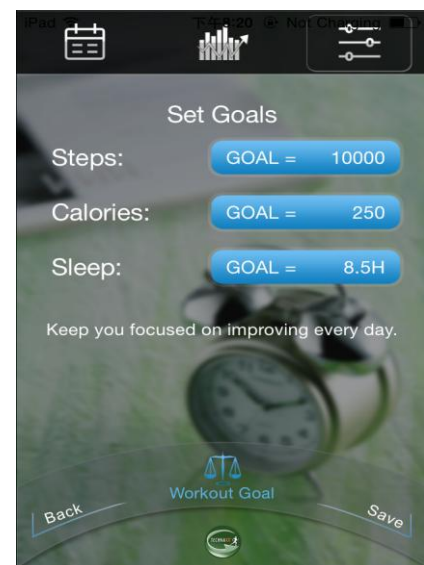 iPad 下午8:20 Not Charging
Set Goals
Steps: GOAL = 10000
Calories: GOAL = 250
Sleep: GOAL = 8.5H
Keep you focused on improving every day.
Workout Goal
Back Save